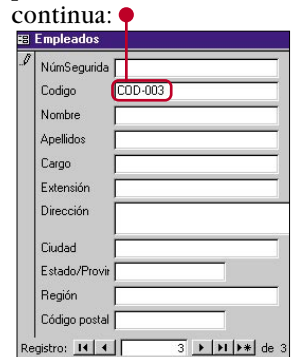 continua:
Empleados
NúmSegurida
Codigo COD-003
Nombre
Apellidos
Cargo
Extensión
Dirección
Ciudad
Estado/Provir
Región
Código postal
Registro: 3 de 3